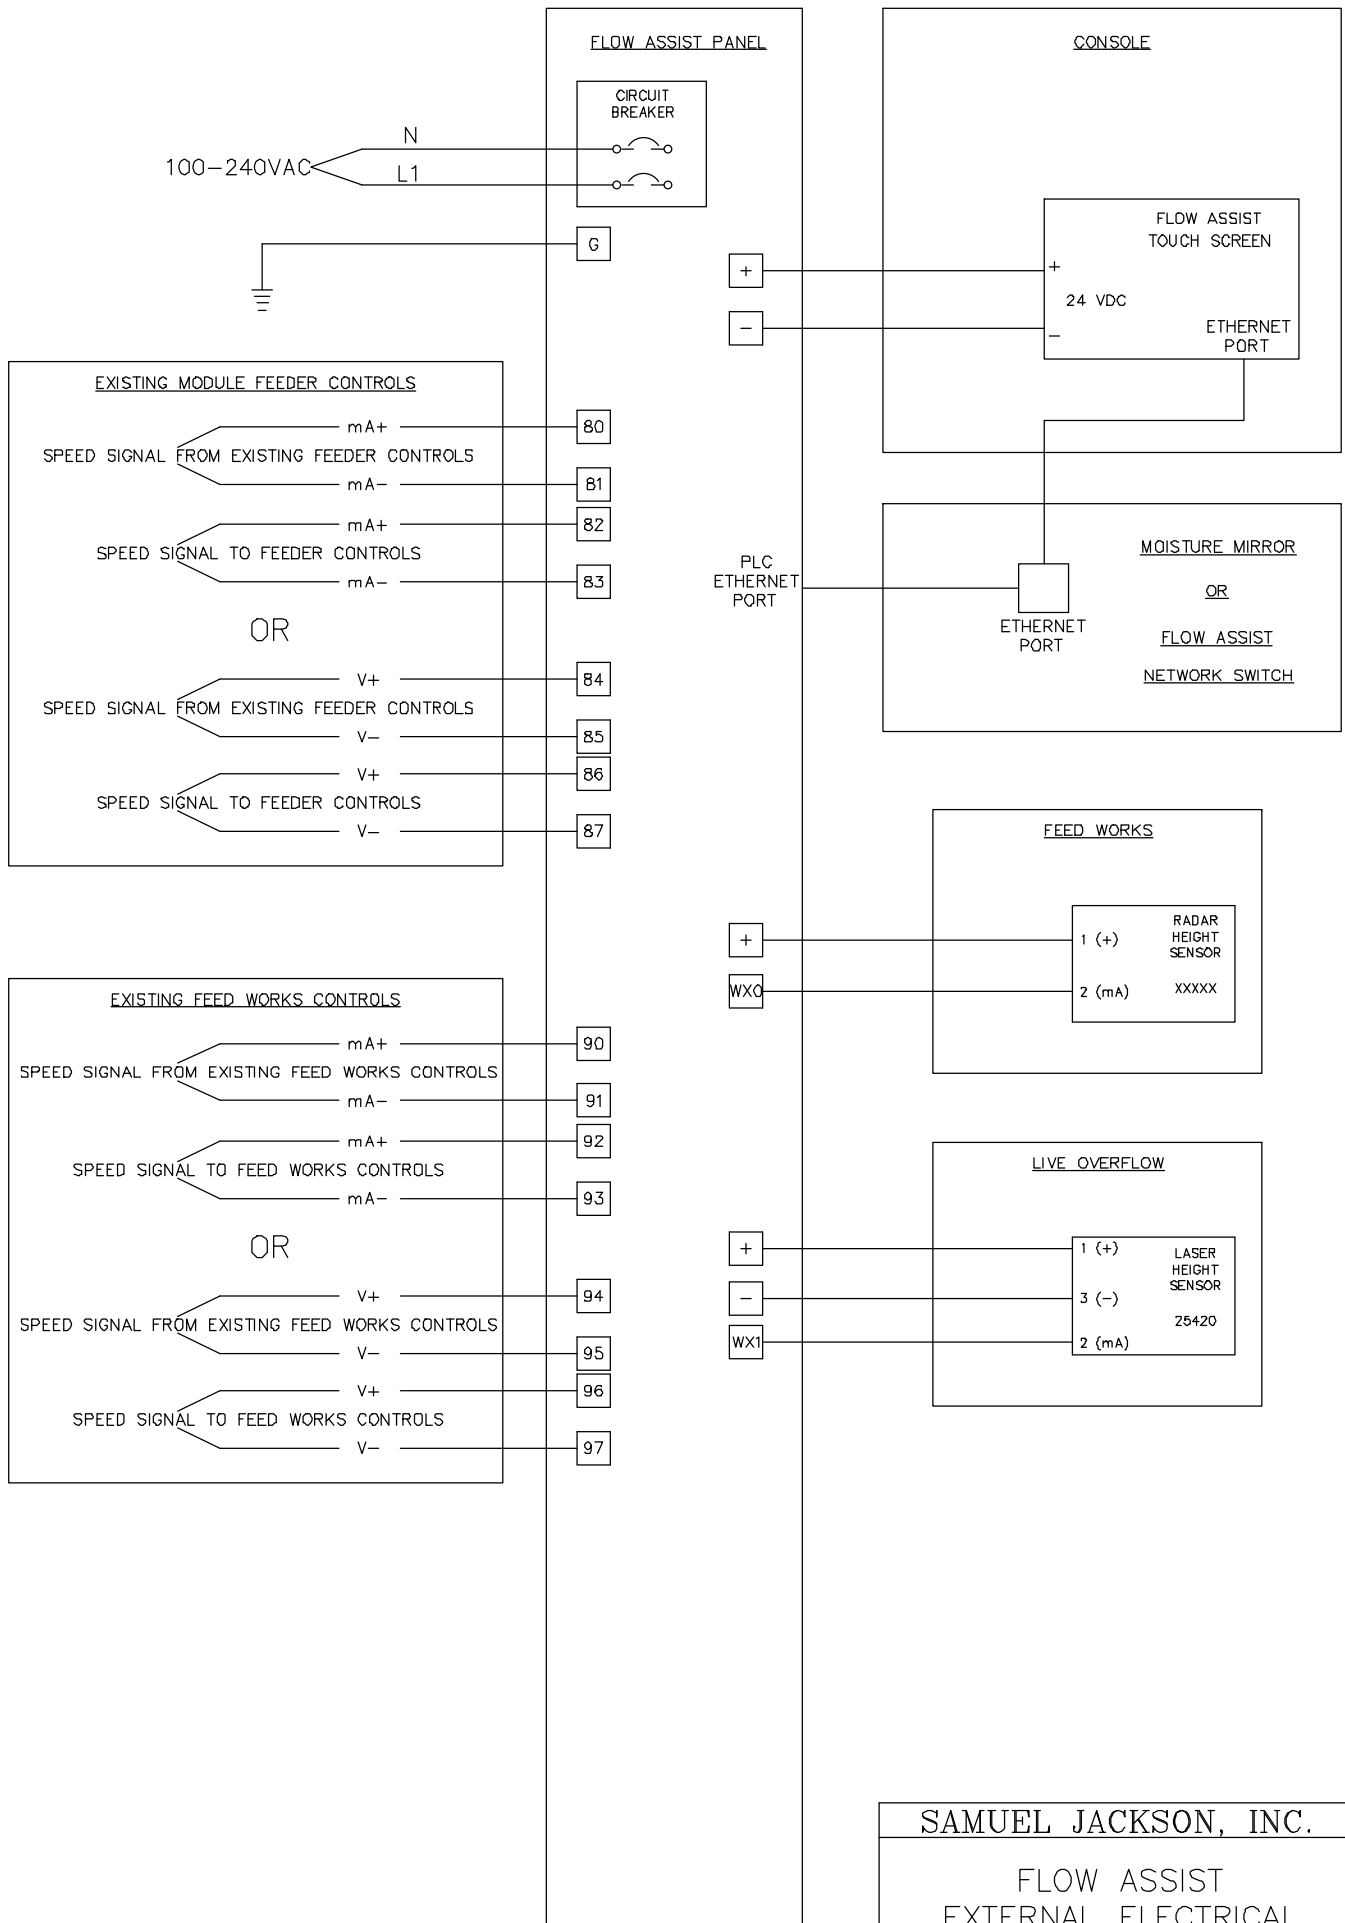 FLOW ASSIST PANEL
CIRCUIT
BREAKER
N
100-240VAC
L1
G
+
-
CONSOLE
FLOW ASSIST
TOUCH SCREEN
+
24 VDC
-
ETHERNET
PORT
EXISTING MODULE FEEDER CONTROLS
mA+
80
SPEED SIGNAL FROM EXISTING FEEDER CONTROLS
mA-
81
mA+
82
SPEED SIGNAL TO FEEDER CONTROLS
mA-
83
OR
V+
84
SPEED SIGNAL FROM EXISTING FEEDER CONTROLS
V-
85
V+
86
SPEED SIGNAL TO FEEDER CONTROLS
V-
87
PLC
ETHERNET
PORT
ETHERNET
PORT
MOISTURE MIRROR
OR
FLOW ASSIST
NETWORK SWITCH
FEED WORKS
+
1 (+)
WX0
2 (mA)
RADAR
HEIGHT
SENSOR
XXXXX
EXISTING FEED WORKS CONTROLS
mA+
90
SPEED SIGNAL FROM EXISTING FEED WORKS CONTROLS
mA-
91
mA+
92
SPEED SIGNAL TO FEED WORKS CONTROLS
mA-
93
OR
V+
94
SPEED SIGNAL FROM EXISTING FEED WORKS CONTROLS
V-
95
V+
96
SPEED SIGNAL TO FEED WORKS CONTROLS
V-
97
LIVE OVERFLOW
+
1 (+)
-
3 (-)
WX1
2 (mA)
LASER
HEIGHT
SENSOR
25420
SAMUEL JACKSON, INC.
FLOW ASSIST
EXTERNAL ELECTRICAL